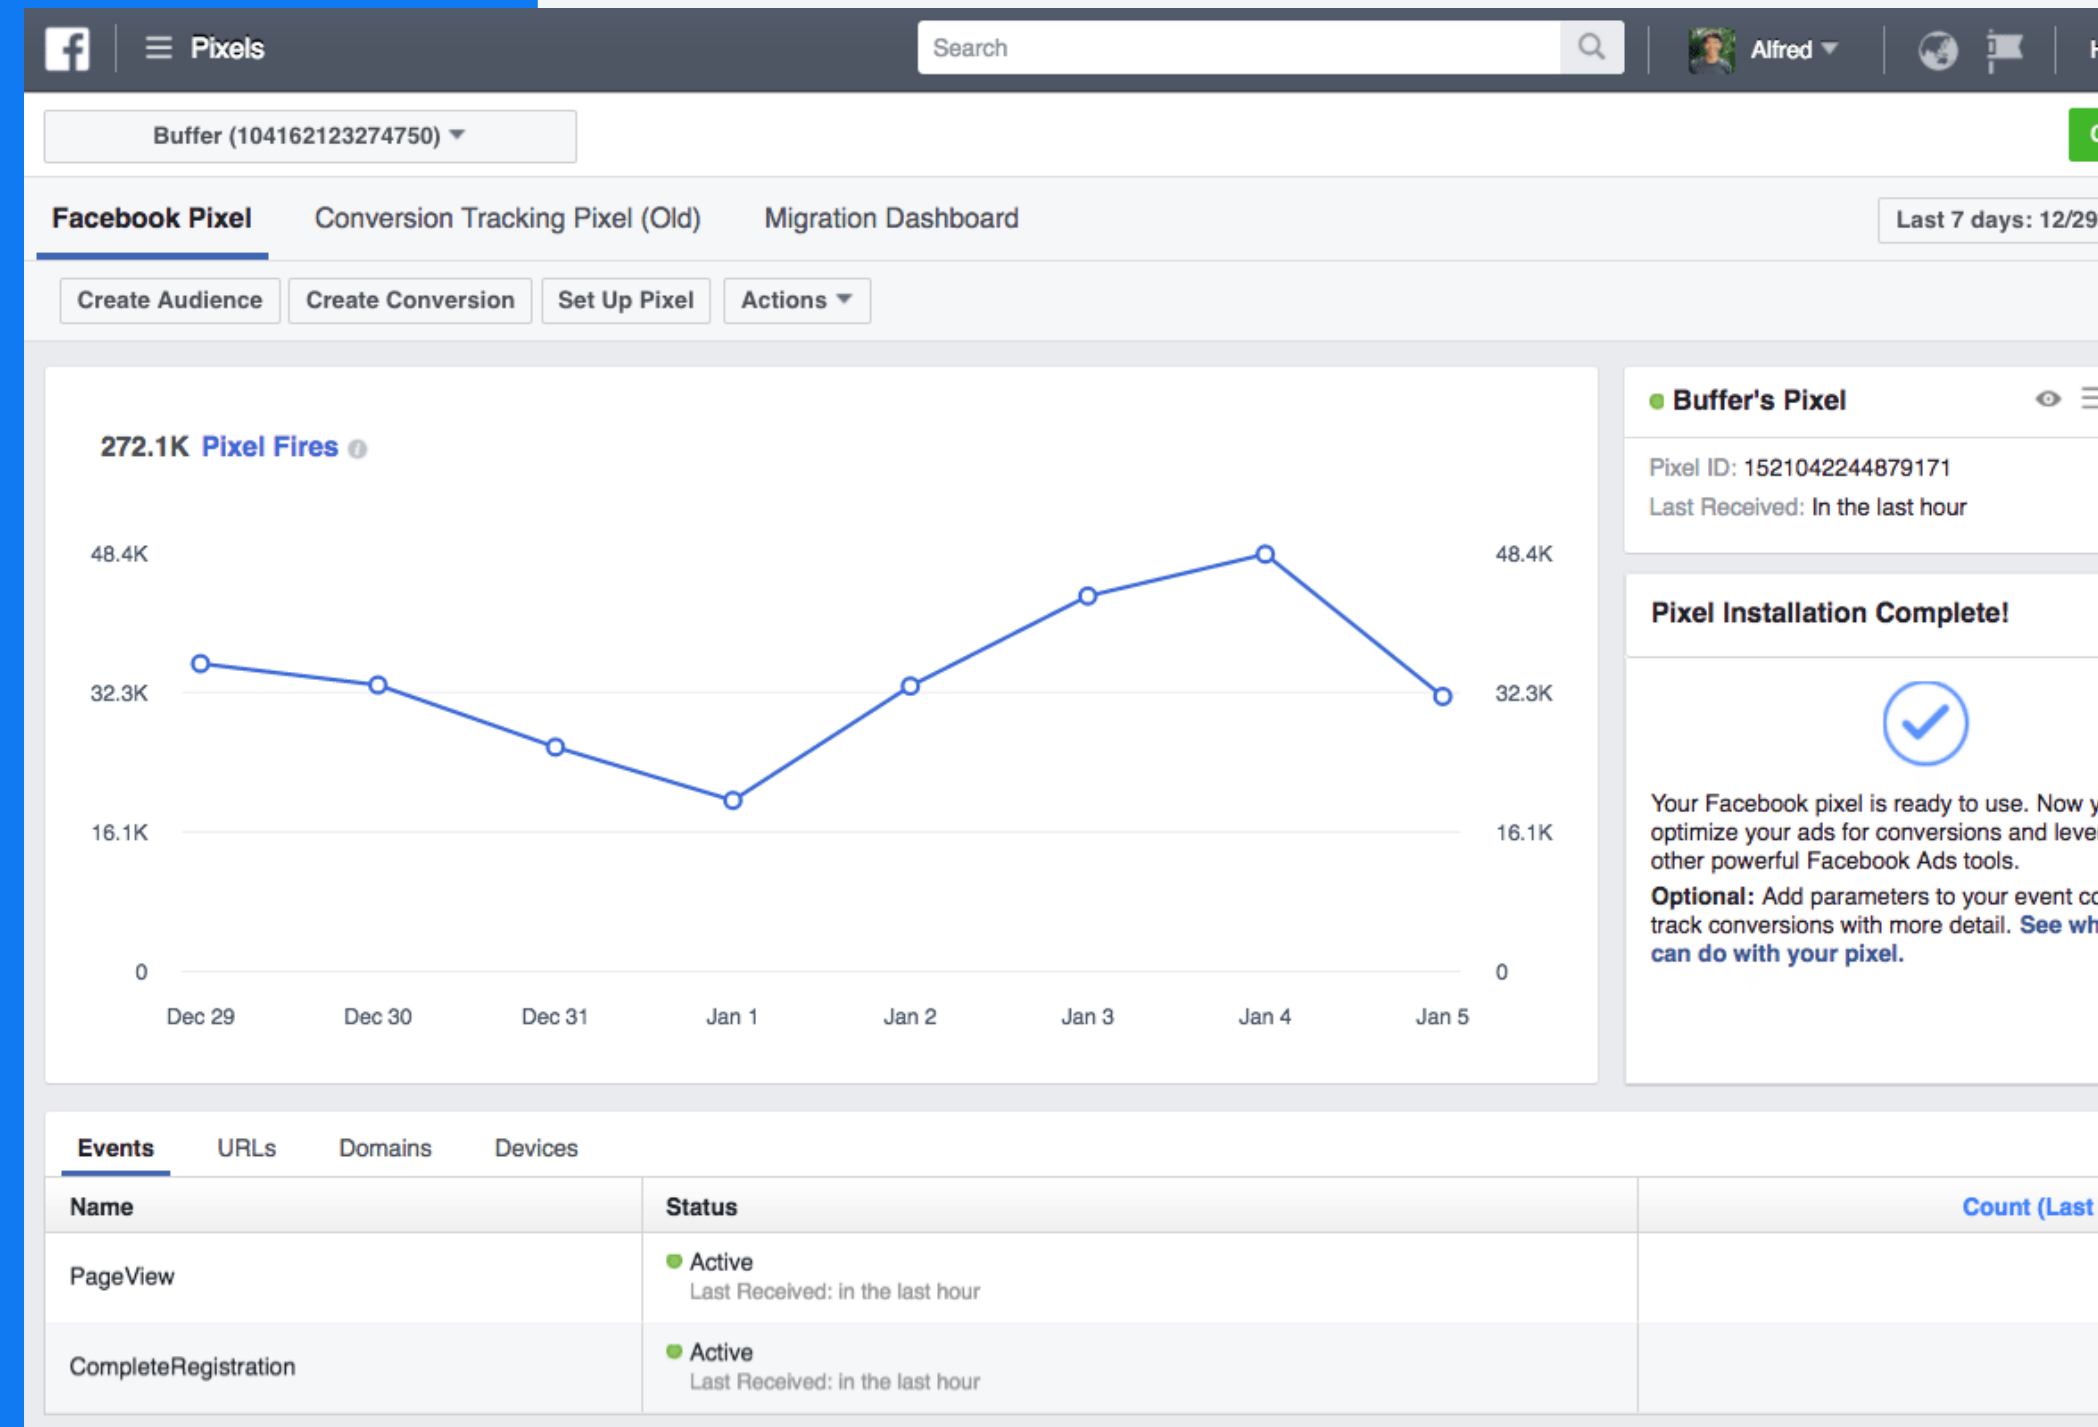 Pixels
Search
Alfred
Buffer (104162123274750)
Facebook Pixel Conversion Tracking Pixel (Old) Migration Dashboard
Last 7 days: 12/29
Create Audience Create Conversion Set Up Pixel Actions
272.1K Pixel Fires
48.4K 48.4K
32.3K 32.3K
16.1K 16.1K
0 0
Dec 29 Dec 30 Dec 31 Jan 1 Jan 2 Jan 3 Jan 4 Jan 5
Buffer's Pixel
Pixel ID: 1521042244879171
Last Received: In the last hour
Pixel Installation Complete!
Your Facebook pixel is ready to use. Now
optimize your ads for conversions and
other powerful Facebook Ads tools.
Optional: Add parameters to your event
track conversions with more detail. See
can do with your pixel.
Events URLs Domains Devices
Name Status Count (Last
PageView
Active
Last Received: in the last hour
CompleteRegistration
Active
Last Received: in the last hour